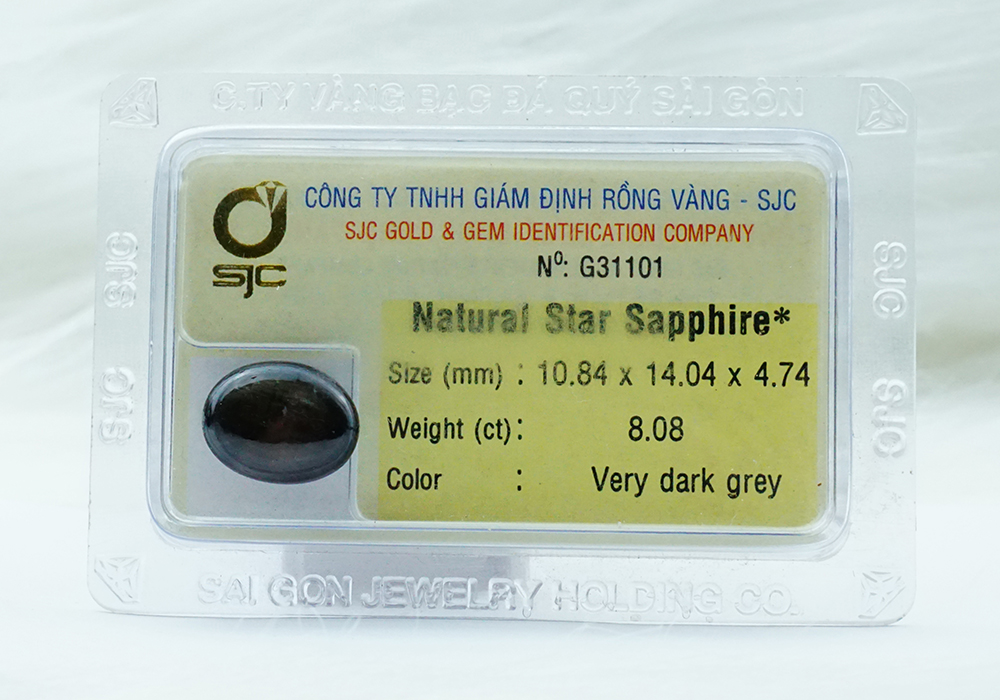 C.TY VÀNG BẠC ĐÁ QUÝ SÀI GÒN
CÔNG TY TNHH GIÁM ĐỊNH RỒNG VÀNG - SJC
SJC GOLD & GEM IDENTIFICATION COMPANY
SJC
Nº: G31101
Natural Star Sapphire*
Size (mm) : 10.84 x 14.04 x 4.74
Weight (ct) : 8.08
Color : Very dark grey
SJC
SJC
SJC
SJC
SAI GON JEWELRY HOLDING CO.